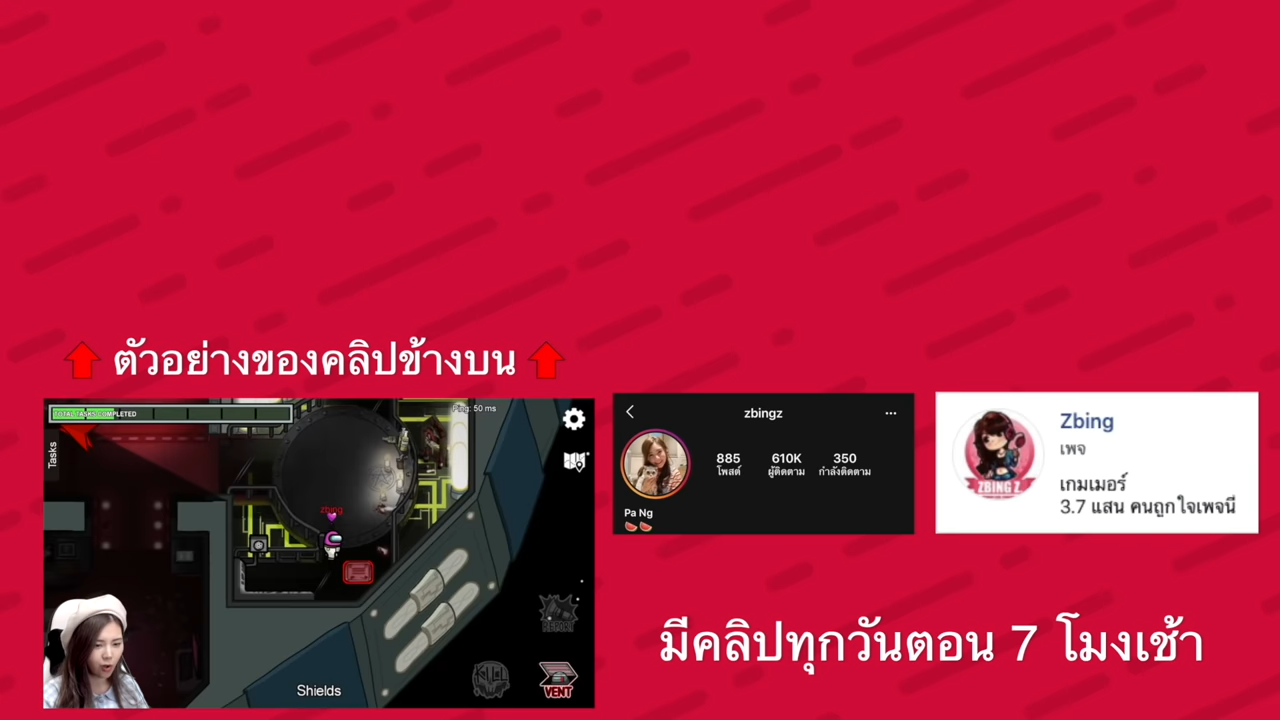 ตัวอย่างของคลิปข้างบน
TOTAL TASKS COMPLETED
Ping: 50 ms
Tasks
zbing
REPORT
KILL
VENT
Shields
zbingz
885 610K 350
โพสต์ ผู้ติดตาม กำลังติดตาม
Pa Ng
ZBING Z
Zbing
เพจ
เกมเมอร์
3.7 แสน คนถูกใจเพจนี้
มีคลิปทุกวันตอน 7 โมงเช้า